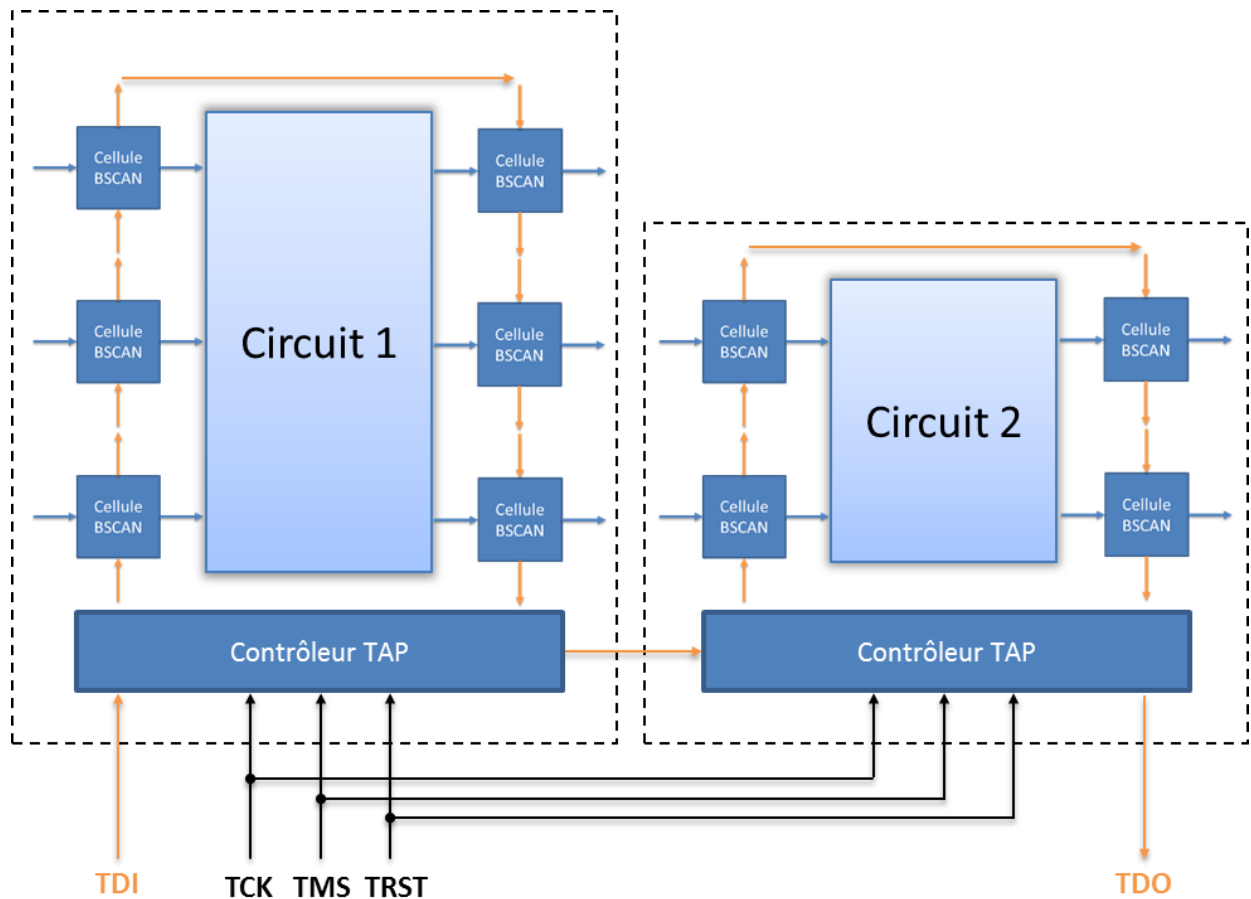 Cellule
BSCAN
Cellule
BSCAN
Cellule
BSCAN
Circuit 1
Cellule
BSCAN
Cellule
BSCAN
Cellule
BSCAN
Contrôleur TAP
Cellule
BSCAN
Cellule
BSCAN
Circuit 2
Cellule
BSCAN
Cellule
BSCAN
Contrôleur TAP
TDI
TCK
TMS
TRST
TDO